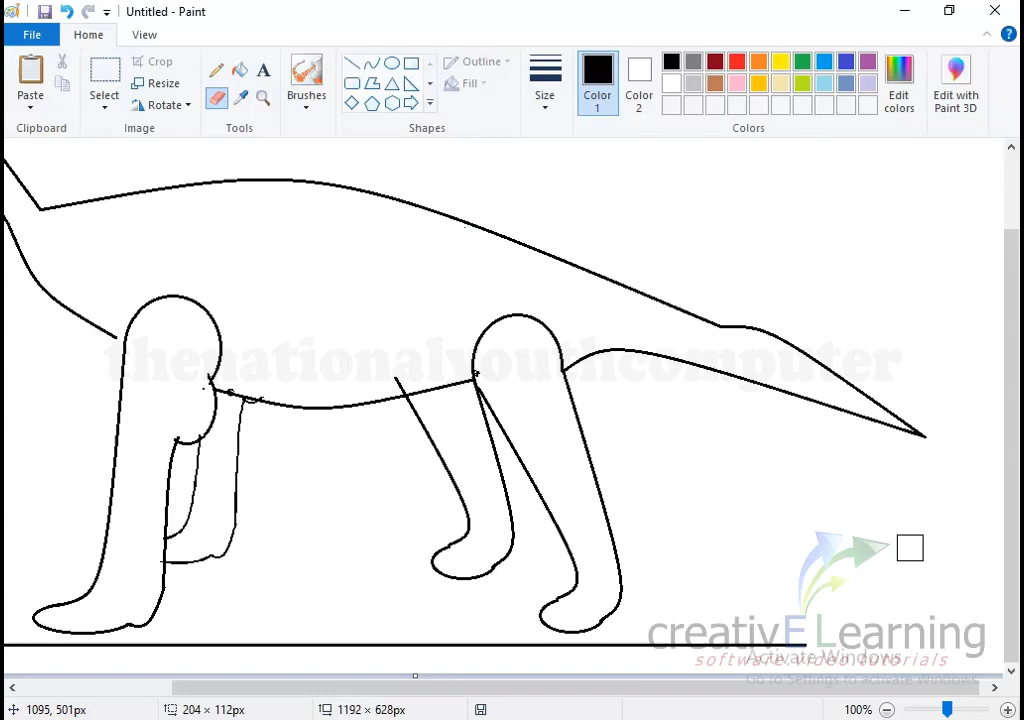 Untitled - Paint
File Home View
Paste
Select
Crop
Resize
Rotate
A
Brushes
Outline
Fill
Size
Color 1
Color 2
Edit colors
Edit with Paint 3D
Clipboard Image Tools Shapes Colors
thenationalyouthcomputer
creativE Learning
software,video,tutorials
Activate Windows
Go to Settings to activate Windows.
1095, 501px 204 × 112px 1192 × 628px 100%